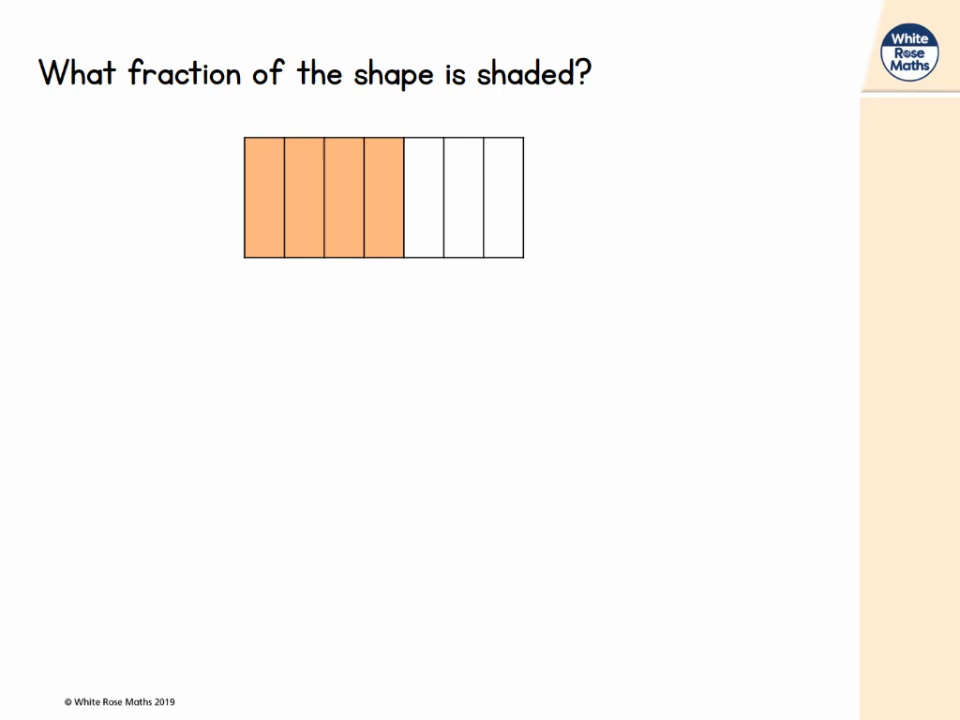 White
Rose
Maths
What fraction of the shape is shaded?
© White Rose Maths 2019